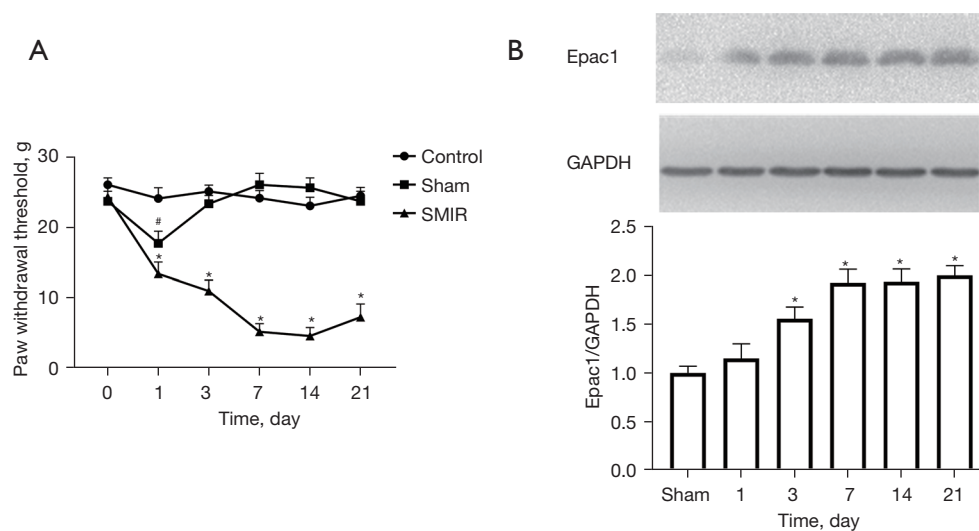 A
Paw withdrawal threshold, g
30
20
10
0
#
*
*
*
*
*
0 1 3 7 14 21
Time, day
Control
Sham
SMIR
B
Epac1
GAPDH
Epac1/GAPDH
2.5
2.0
1.5
1.0
0.5
0.0
*
*
*
*
Sham 1 3 7 14 21
Time, day